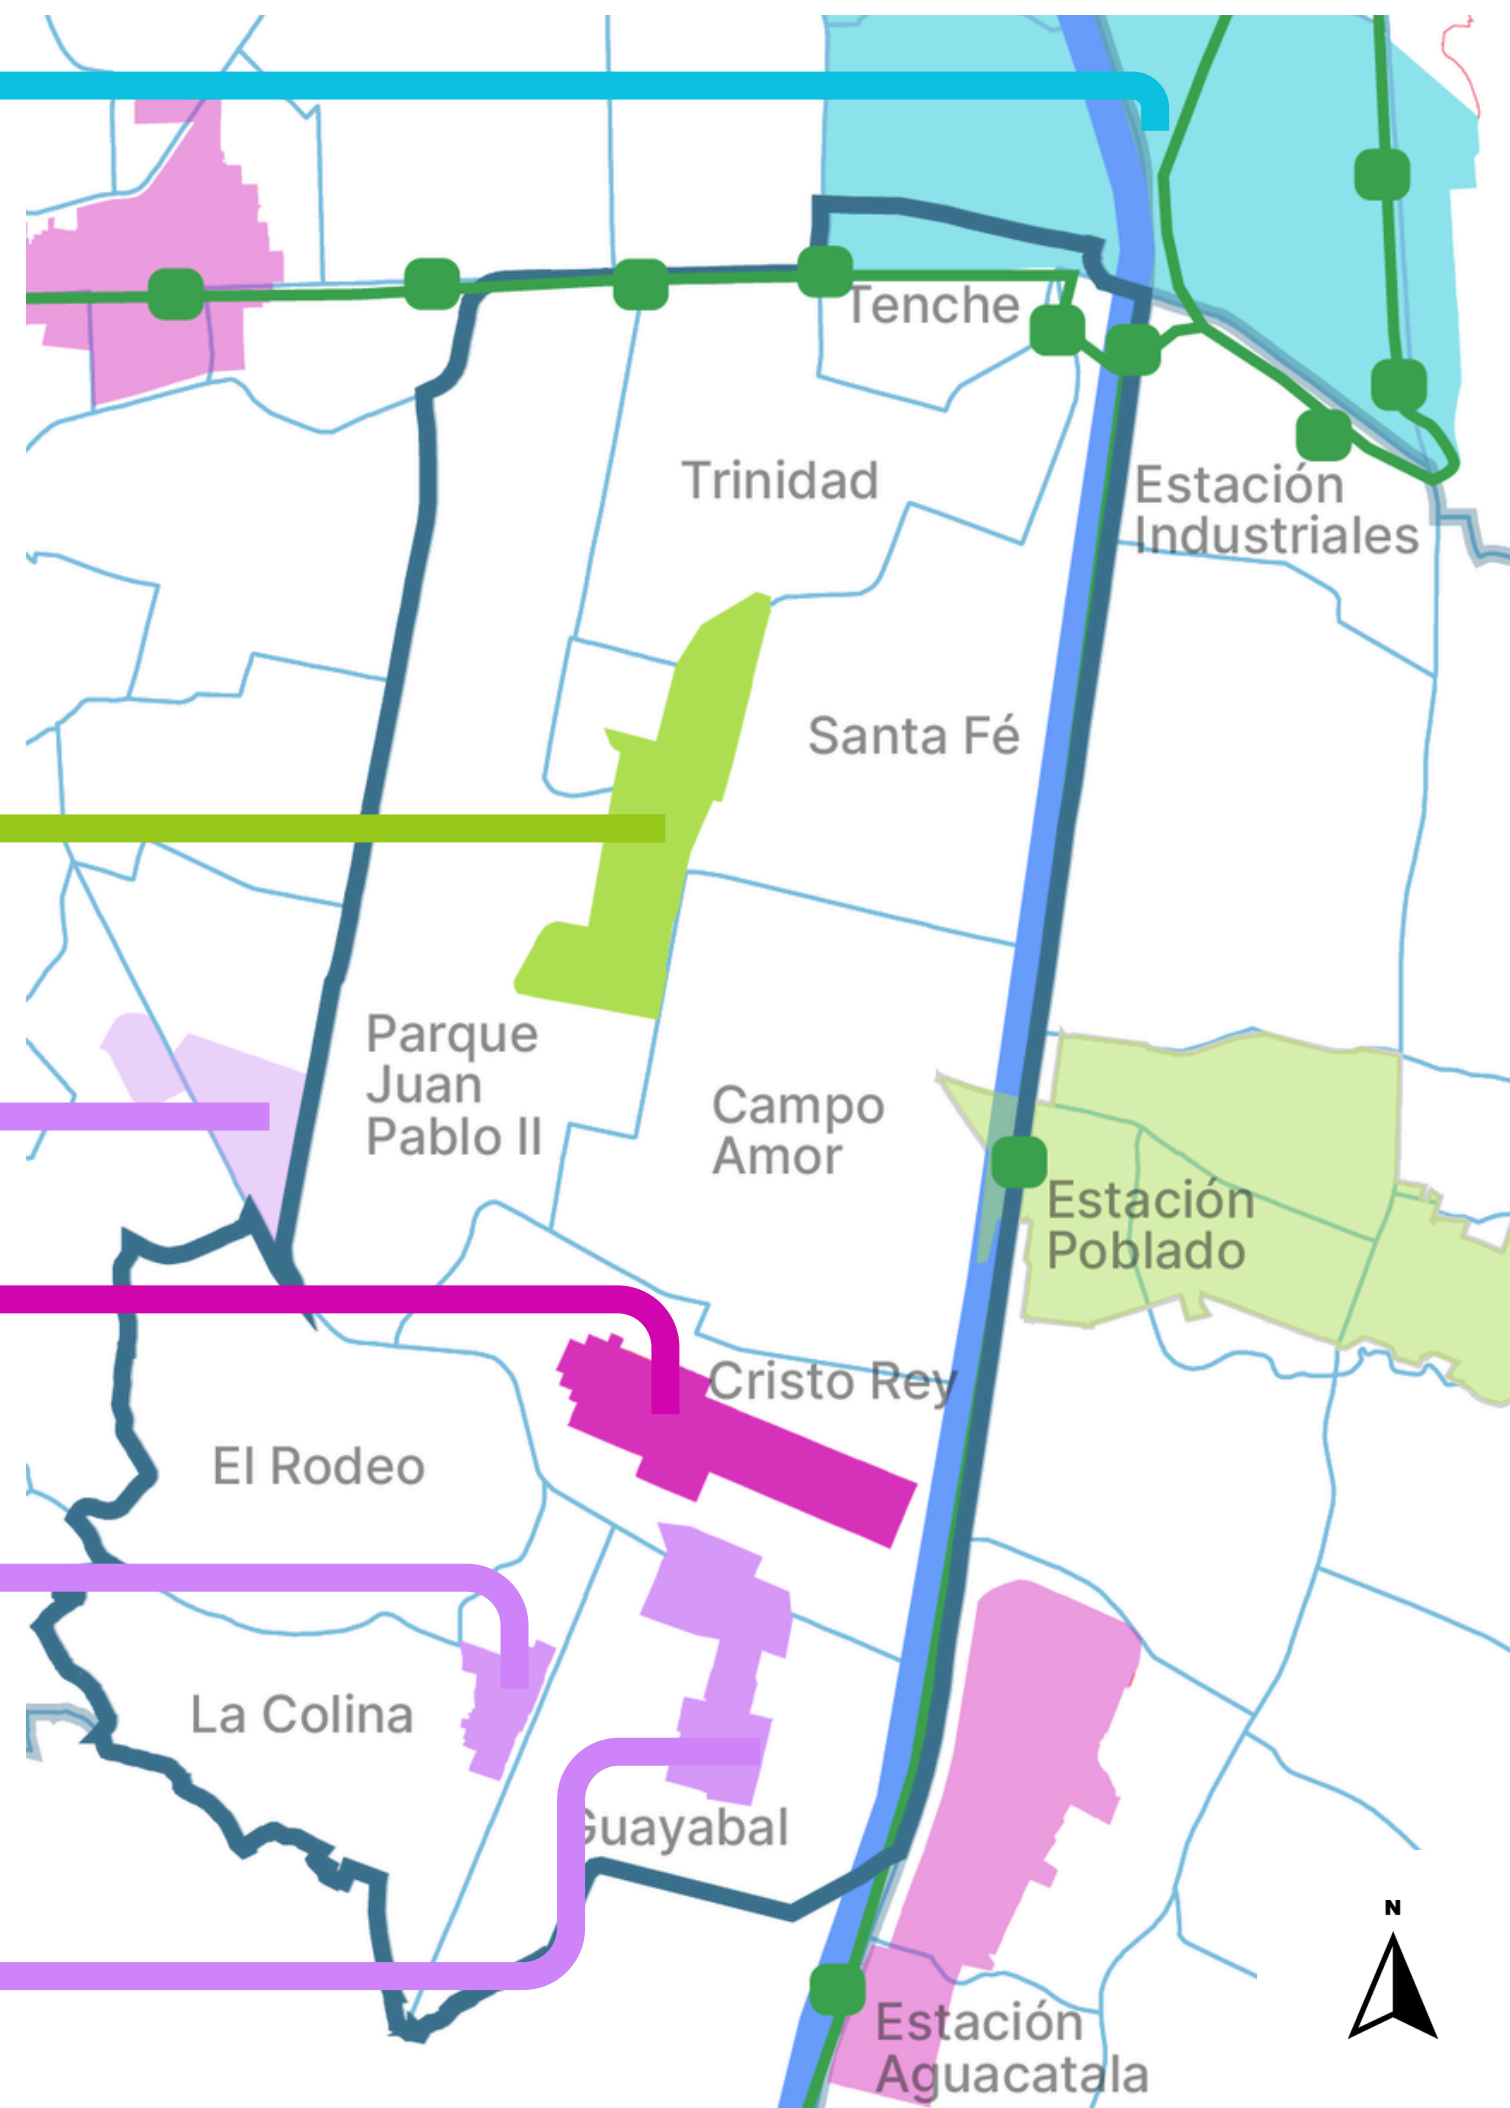 Tenche
Trinidad
Estación
Industriales
Santa Fé
Parque
Juan
Pablo II
Campo
Amor
Estación
Poblado
Cristo Rey
El Rodeo
La Colina
Guayabal
N
Estación
Aguacatala